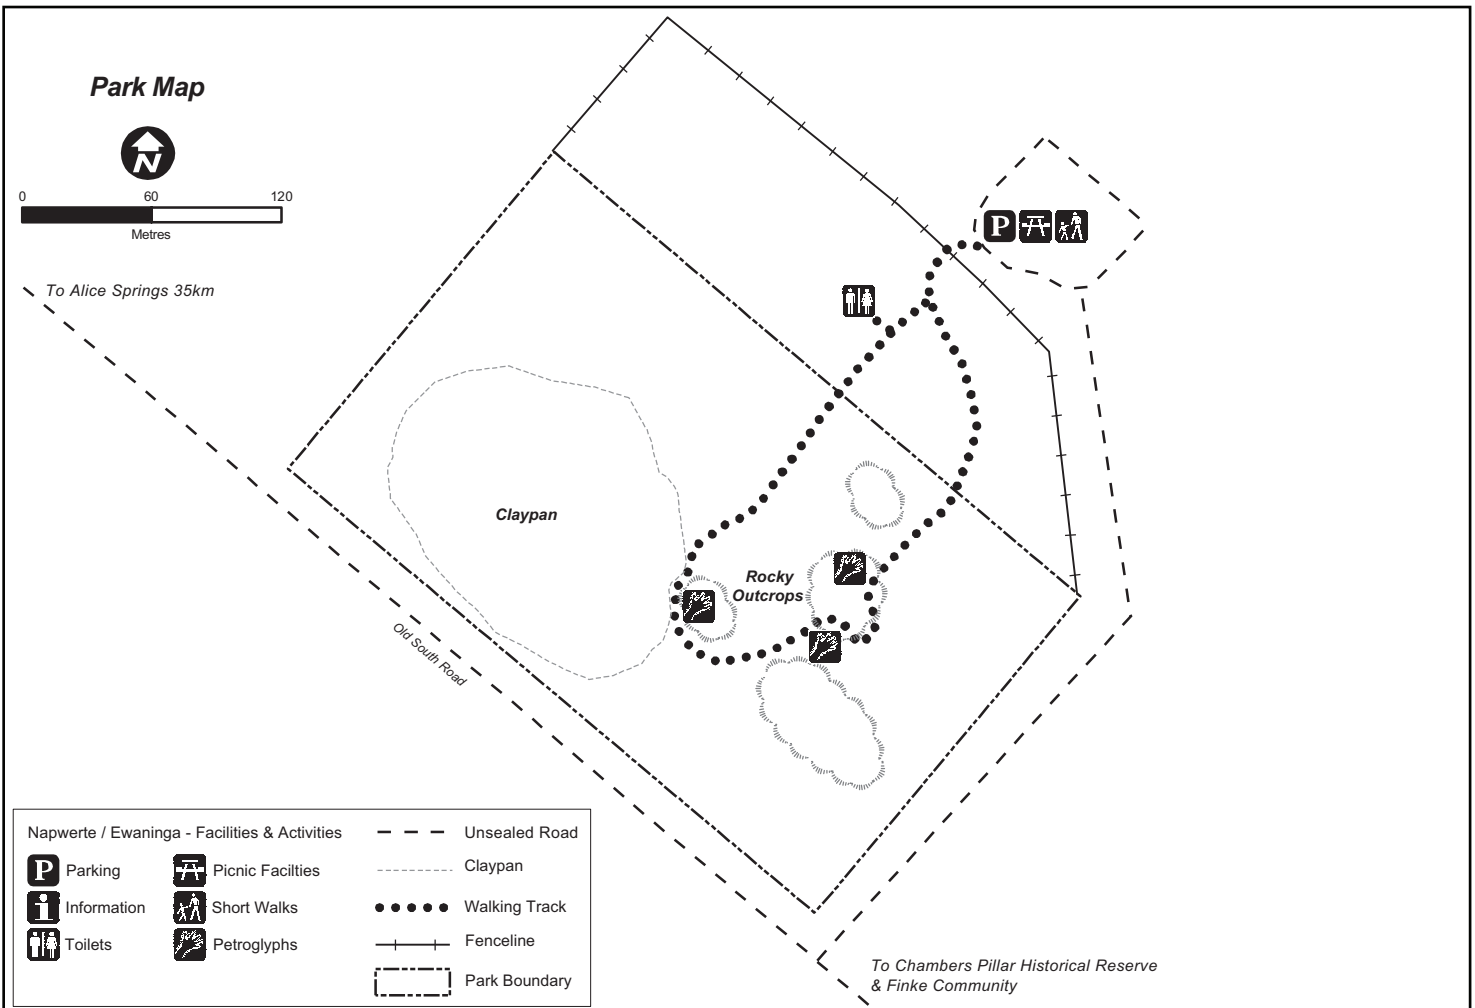 Park Map
N
0 60 120
Metres
To Alice Springs 35km
P
Claypan
Rocky
Outcrops
Old South Road
Napwerte / Ewaninga - Facilities & Activities
P Parking
i Information
Toilets
Picnic Facilties
Short Walks
Petroglyphs
Unsealed Road
Claypan
Walking Track
Fenceline
Park Boundary
To Chambers Pillar Historical Reserve
& Finke Community